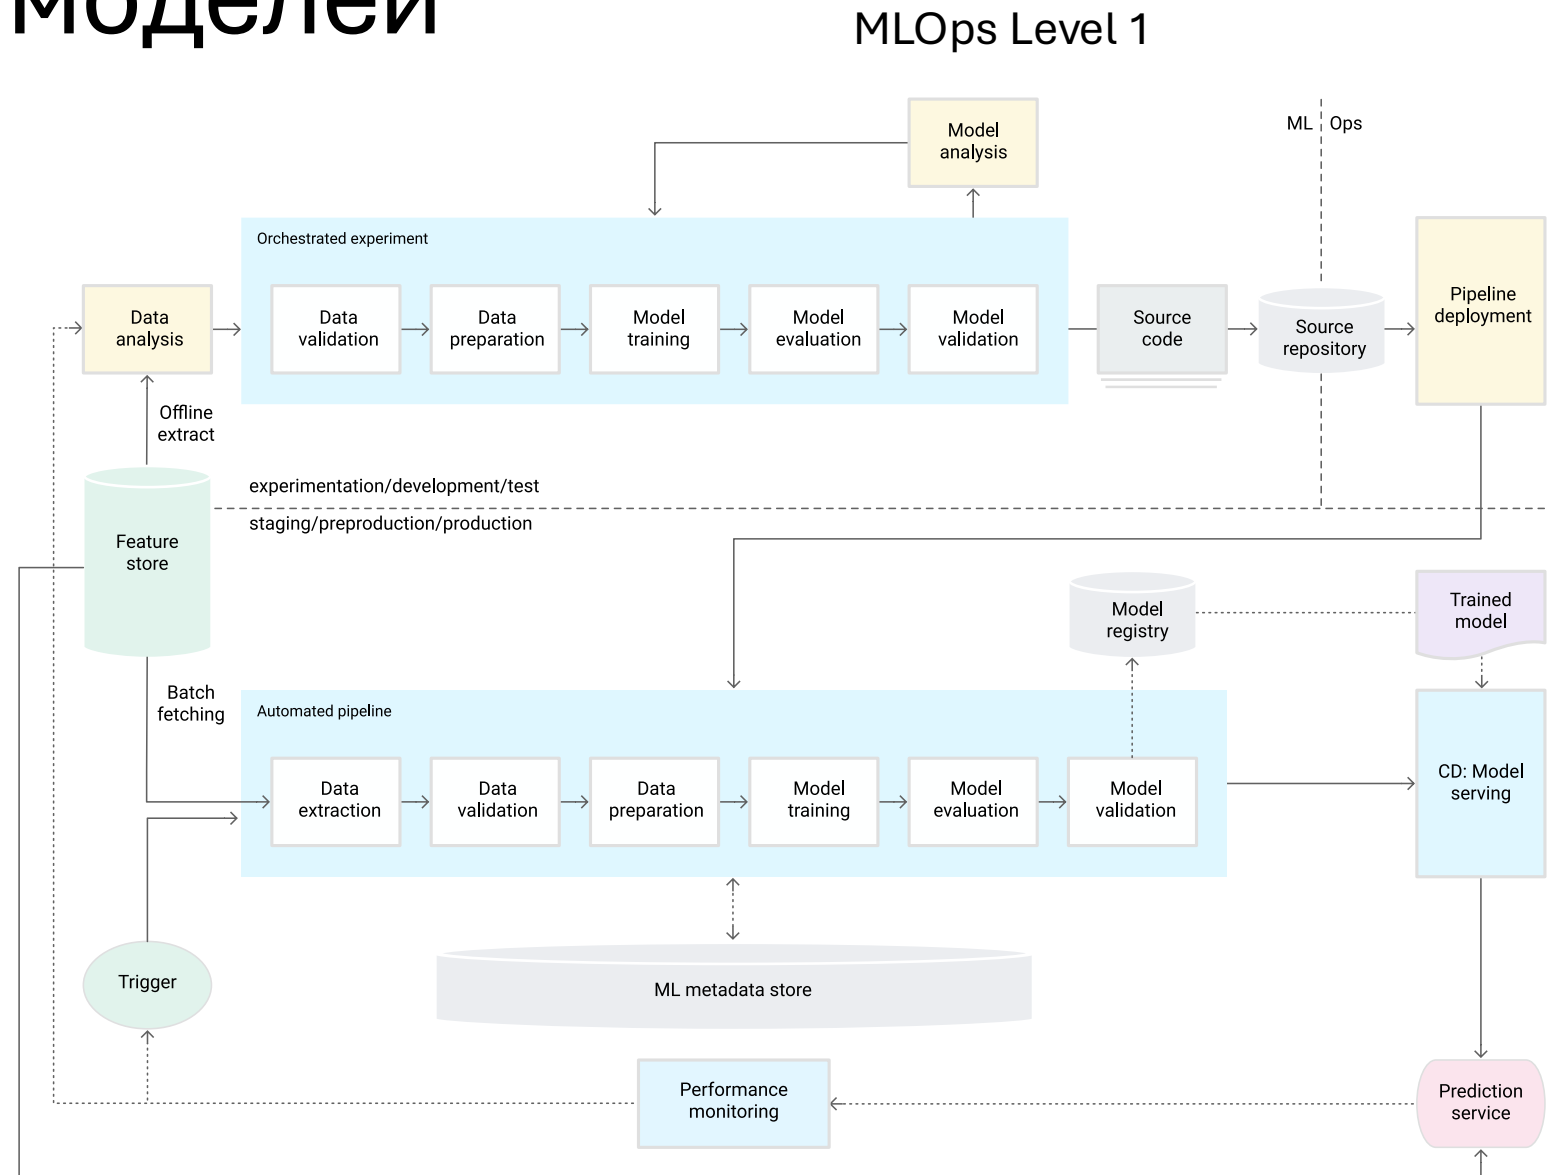 моделей
MLOps Level 1
Model
analysis
ML
Ops
Orchestrated experiment
Data
analysis
Data
validation
Data
preparation
Model
training
Model
evaluation
Model
validation
Source
code
Source
repository
Pipeline
deployment
Offline
extract
experimentation/development/test
staging/preproduction/production
Feature
store
Model
registry
Trained
model
Batch
fetching
Automated pipeline
Data
extraction
Data
validation
Data
preparation
Model
training
Model
evaluation
Model
validation
CD: Model
serving
Trigger
ML metadata store
Performance
monitoring
Prediction
service